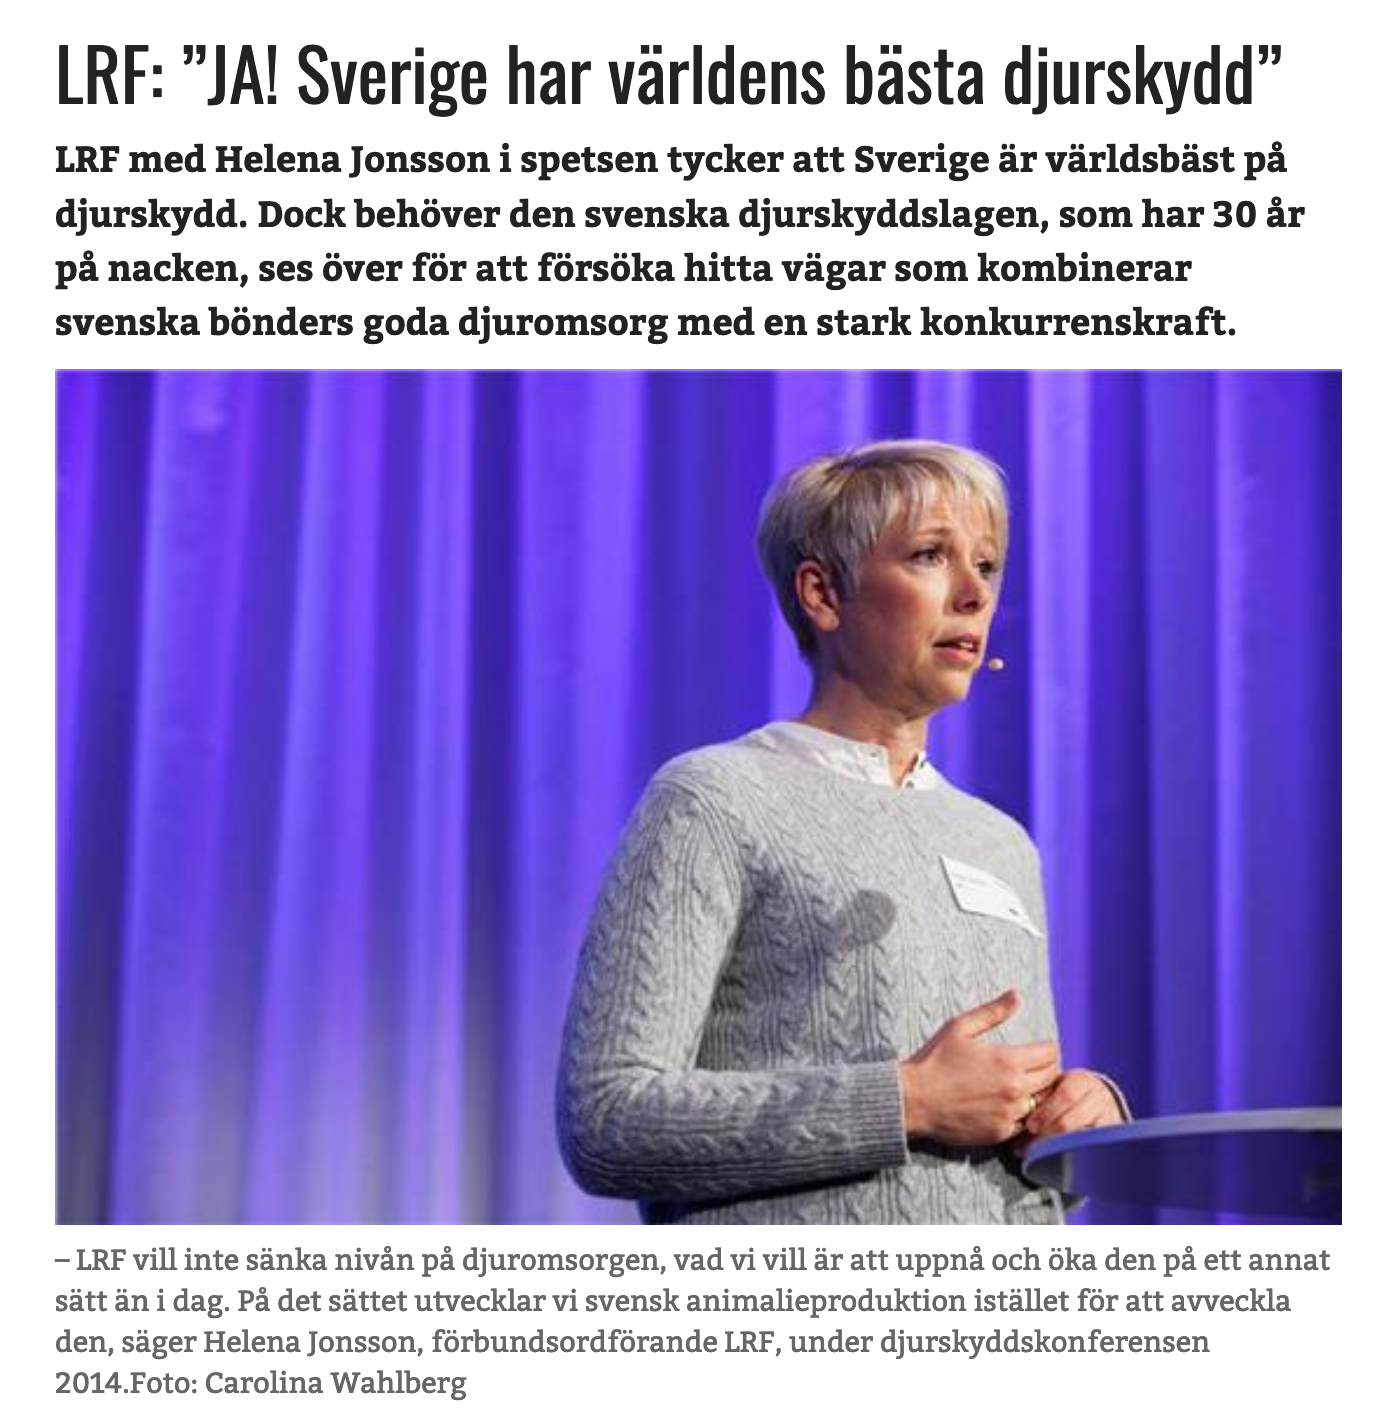 LRF: ”JA! Sverige har världens bästa djurskydd”
LRF med Helena Jonsson i spetsen tycker att Sverige är världsbäst på
djurskydd. Dock behöver den svenska djurskyddslagen, som har 30 år
på nacken, ses över för att försöka hitta vägar som kombinerar
svenska bönders goda djuromsorg med en stark konkurrenskraft.
– LRF vill inte sänka nivån på djuromsorgen, vad vi vill är att uppnå och öka den på ett annat
sätt än i dag. På det sättet utvecklar vi svensk animalieproduktion istället för att avveckla
den, säger Helena Jonsson, förbundsordförande LRF, under djurskyddskonferensen
2014.Foto: Carolina Wahlberg